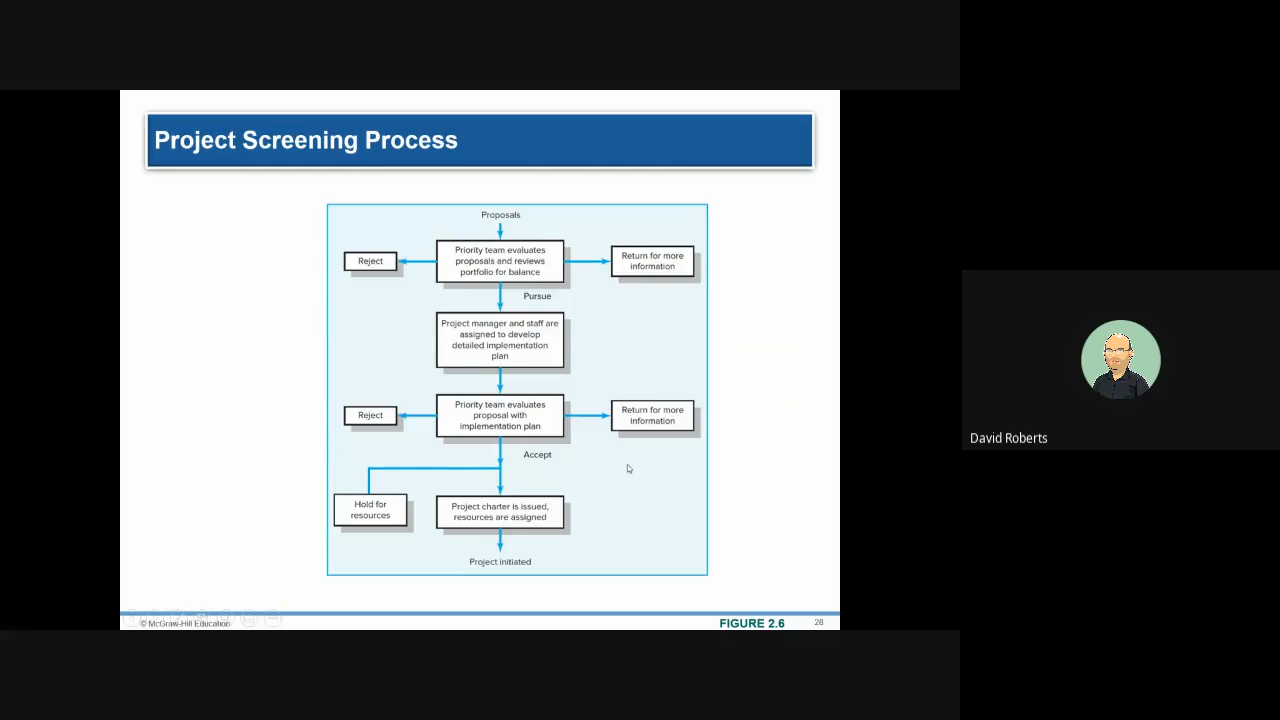 Project Screening Process
Proposals
Priority team evaluates
proposals and reviews
portfolio for balance
Reject
Return for more
information
Pursue
Project manager and staff are
assigned to develop
detailed implementation
plan
Priority team evaluates
proposal with
implementation plan
Reject
Return for more
information
Accept
Hold for
resources
Project charter is issued,
resources are assigned
Project initiated
© McGraw-Hill Education
FIGURE 2.6
28
David Roberts